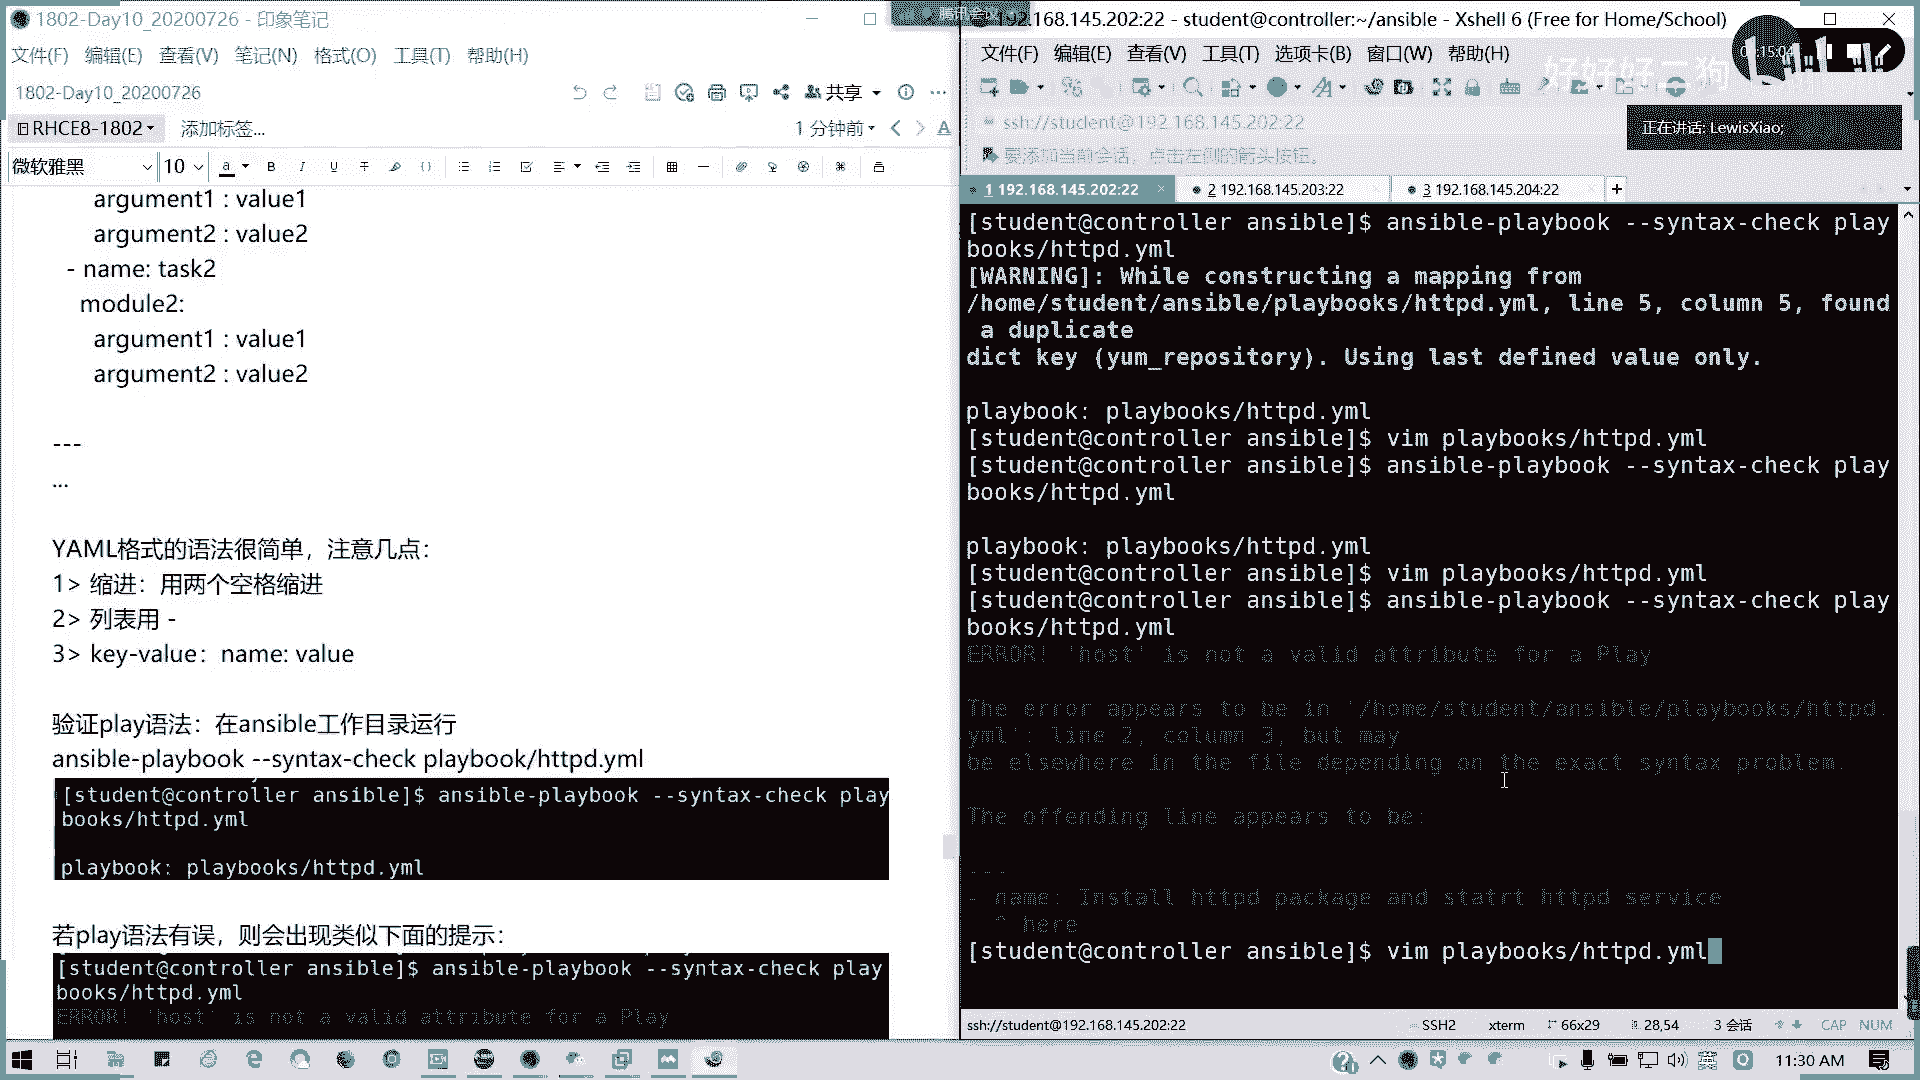 1802-Day10_20200726 - 印象笔记
文件(F) 编辑(E) 查看(V) 笔记(N) 格式(O) 工具(T) 帮助(H)
1802-Day10_20200726
共享
RHCE8-1802 添加标签...
1 分钟前
微软雅黑 10
argument1 : value1
argument2 : value2
- name: task2
module2:
argument1 : value1
argument2 : value2
---
...
YAML格式的语法很简单，注意几点：
1> 缩进：用两个空格缩进
2> 列表用 -
3> key-value：name: value
验证play语法：在ansible工作目录运行
ansible-playbook --syntax-check playbook/httpd.yml
[student@controller ansible]$ ansible-playbook --syntax-check play
books/httpd.yml
playbook: playbooks/httpd.yml
若play语法有误，则会出现类似下面的提示：
[student@controller ansible]$ ansible-playbook --syntax-check play
books/httpd.yml
ERROR! 'host' is not a valid attribute for a Play
192.168.145.202:22 - student@controller:~/ansible - Xshell 6 (Free for Home/School)
文件(F) 编辑(E) 查看(V) 工具(T) 选项卡(B) 窗口(W) 帮助(H)
好好好二狗
ssh://student@192.168.145.202:22
正在讲话: LewisXiao;
要添加当前会话，点击左侧的箭头按钮。
1 192.168.145.202:22
2 192.168.145.203:22
3 192.168.145.204:22
[student@controller ansible]$ ansible-playbook --syntax-check play
books/httpd.yml
[WARNING]: While constructing a mapping from
/home/student/ansible/playbooks/httpd.yml, line 5, column 5, found
a duplicate
dict key (yum_repository). Using last defined value only.
playbook: playbooks/httpd.yml
[student@controller ansible]$ vim playbooks/httpd.yml
[student@controller ansible]$ ansible-playbook --syntax-check play
books/httpd.yml
playbook: playbooks/httpd.yml
[student@controller ansible]$ vim playbooks/httpd.yml
[student@controller ansible]$ ansible-playbook --syntax-check play
books/httpd.yml
ERROR! 'host' is not a valid attribute for a Play
The error appears to be in '/home/student/ansible/playbooks/httpd.
yml': line 2, column 3, but may
be elsewhere in the file depending on the exact syntax problem.
The offending line appears to be:
---
- name: Install httpd package and statrt httpd service
^ here
[student@controller ansible]$ vim playbooks/httpd.yml
ssh://student@192.168.145.202:22 SSH2 xterm 66x29 28,54 3 会话 CAP NUM
11:30 AM